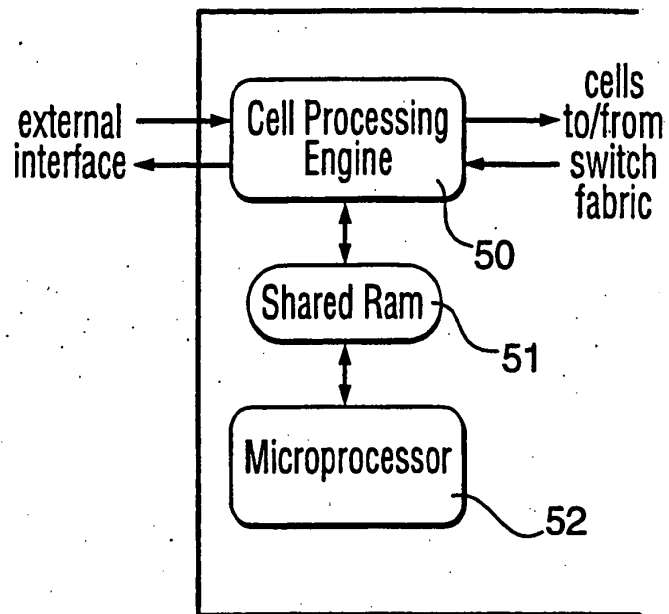 external
interface
Cell Processing
Engine
50
cells
to/from
switch
fabric
Shared Ram
51
Microprocessor
52